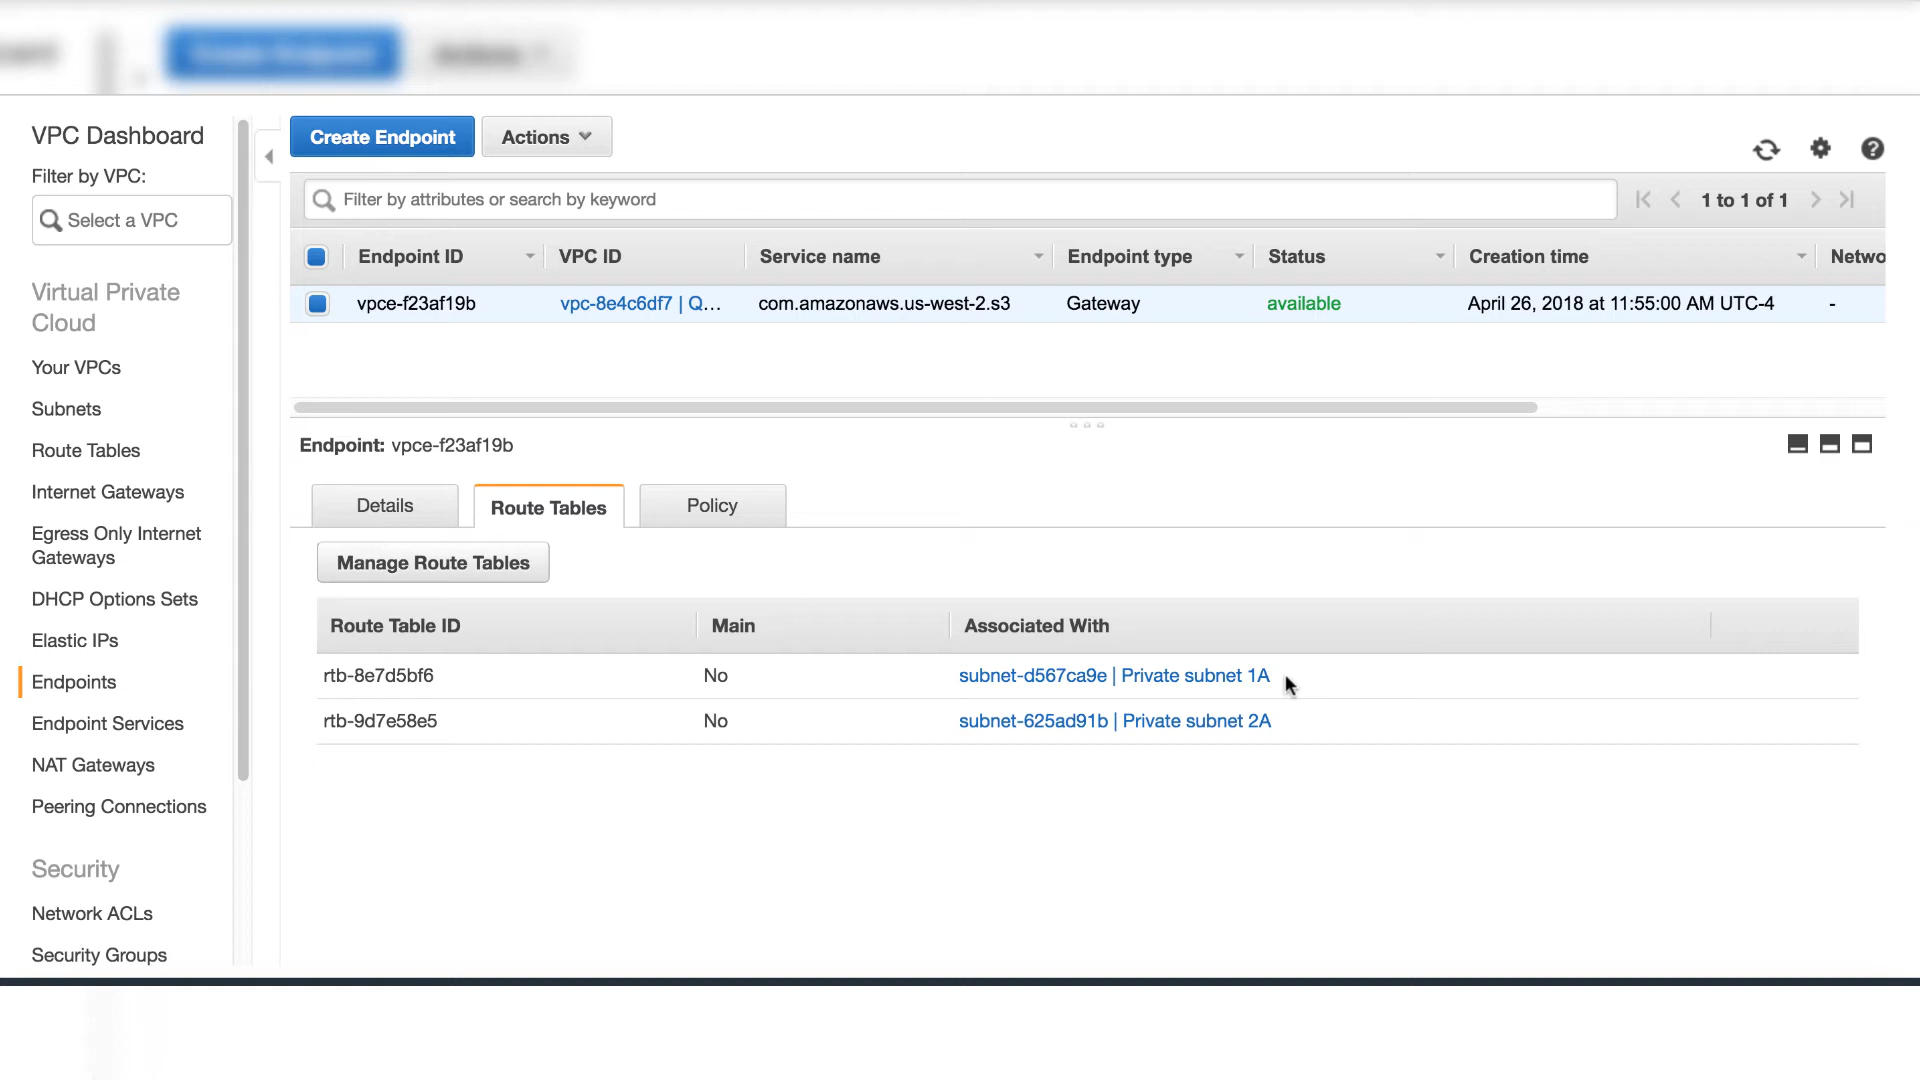 VPC Dashboard
Filter by VPC:
Select a VPC
Virtual Private
Cloud
Your VPCs
Subnets
Route Tables
Internet Gateways
Egress Only Internet
Gateways
DHCP Options Sets
Elastic IPs
Endpoints
Endpoint Services
NAT Gateways
Peering Connections
Security
Network ACLs
Security Groups
Create Endpoint Actions
Filter by attributes or search by keyword 1 to 1 of 1
Endpoint ID VPC ID Service name Endpoint type Status Creation time Netwo
vpce-f23af19b vpc-8e4c6df7 | Q... com.amazonaws.us-west-2.s3 Gateway available April 26, 2018 at 11:55:00 AM UTC-4 -
Endpoint: vpce-f23af19b
Details Route Tables Policy
Manage Route Tables
Route Table ID Main Associated With
rtb-8e7d5bf6 No subnet-d567ca9e | Private subnet 1A
rtb-9d7e58e5 No subnet-625ad91b | Private subnet 2A